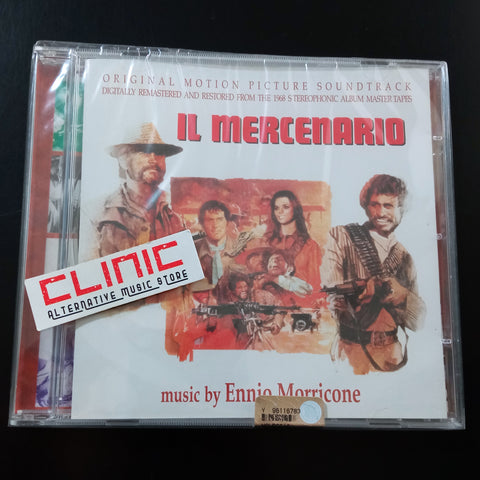 ORIGINAL MOTION PICTURE SOUNDTRACK
DIGITALLY REMASTERED AND RESTORED FROM THE 1968 STEREOPHONIC ALBUM MASTER TAPES
IL MERCENARIO
CLINIC
ALTERNATIVE MUSIC STORE
music by Ennio Morricone